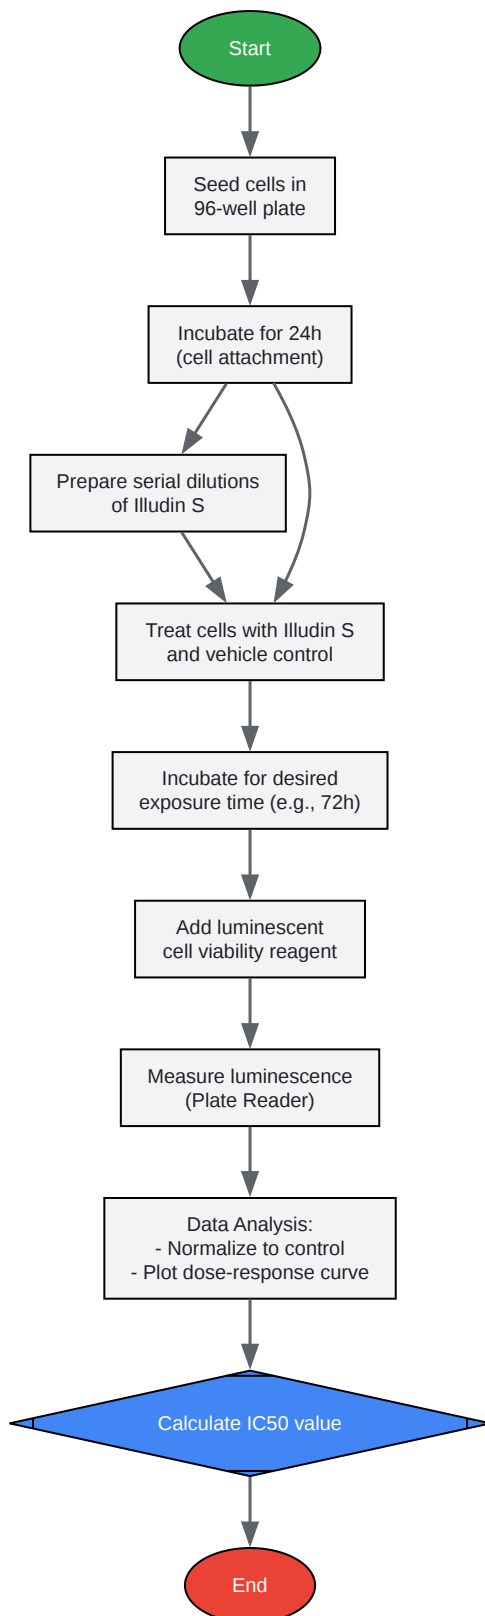 Start
Seed cells in
96-well plate
Incubate for 24h
(cell attachment)
Prepare serial dilutions
of Illudin S
Treat cells with Illudin S
and vehicle control
Incubate for desired
exposure time (e.g., 72h)
Add luminescent
cell viability reagent
Measure luminescence
(Plate Reader)
Data Analysis:
- Normalize to control
- Plot dose-response curve
Calculate IC50 value
End